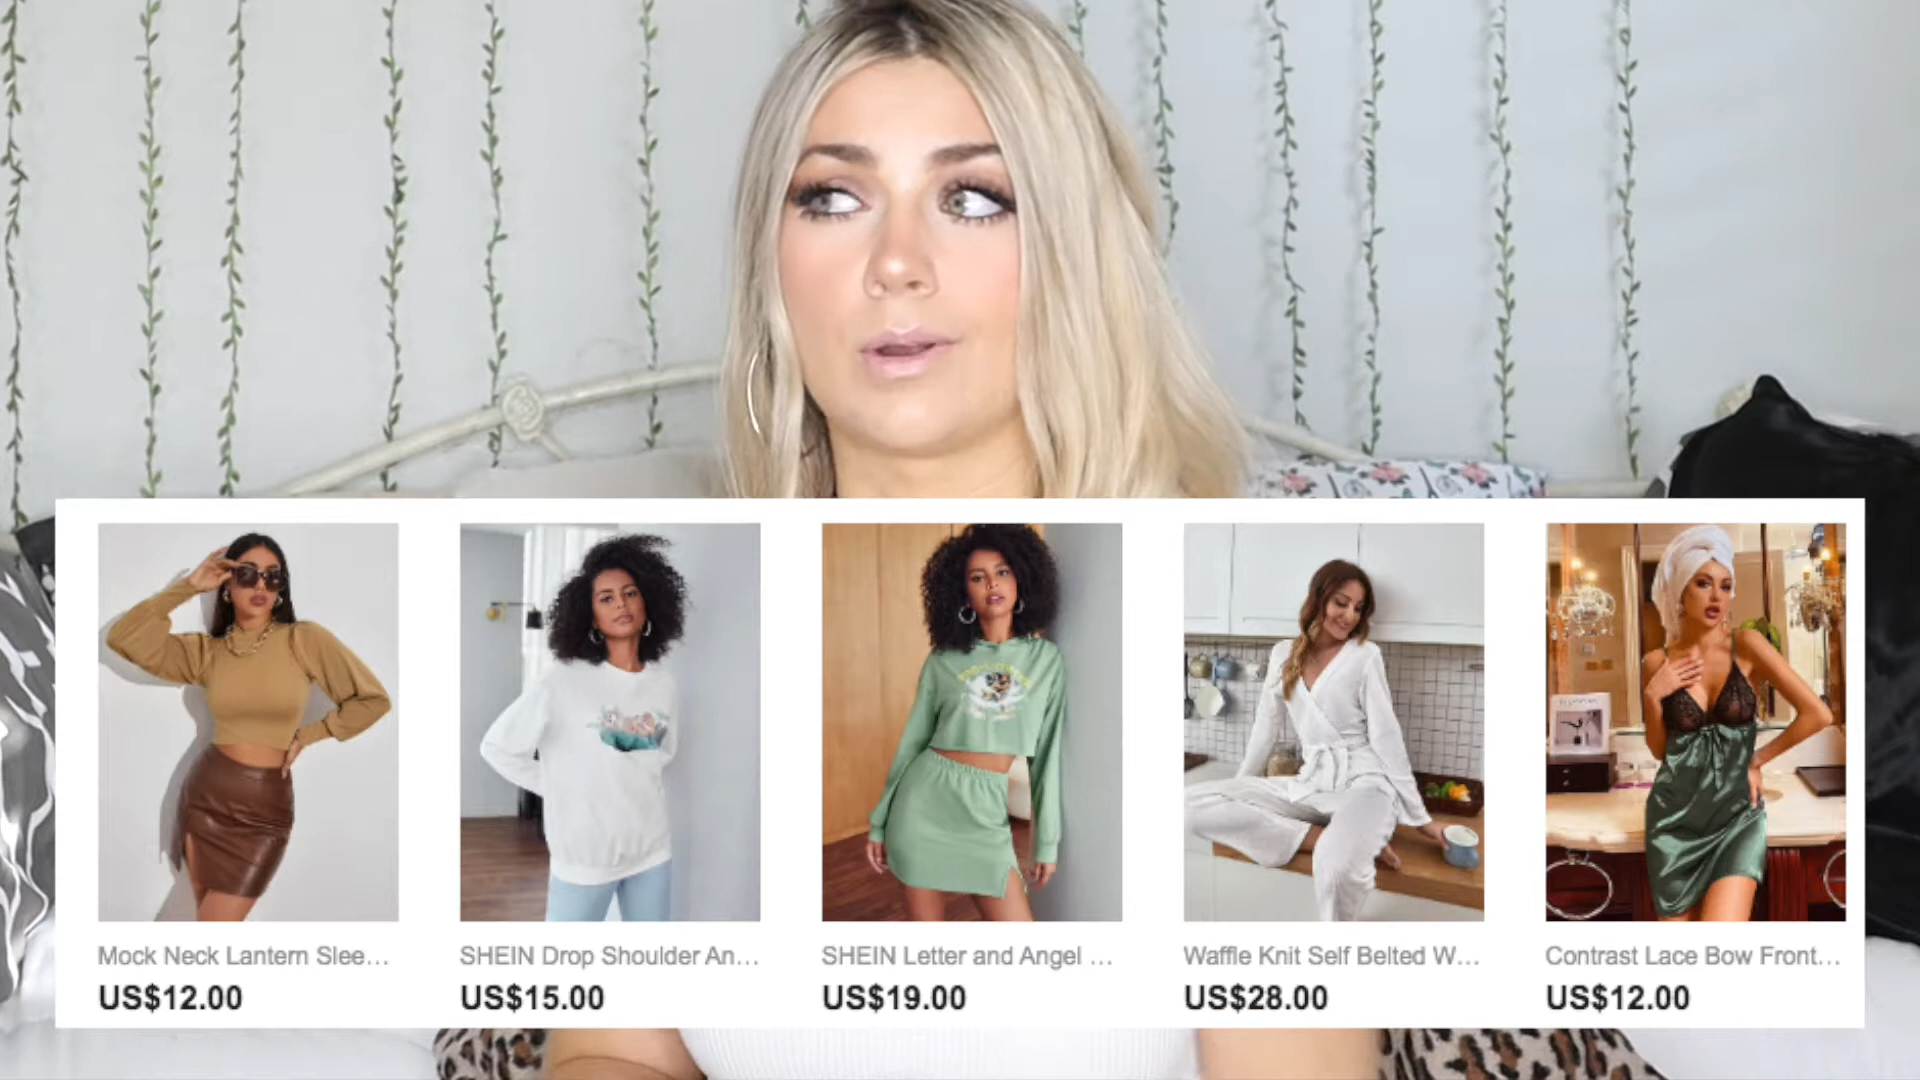 Mock Neck Lantern Slee...
US$12.00
SHEIN Drop Shoulder An...
US$15.00
SHEIN Letter and Angel ...
US$19.00
Waffle Knit Self Belted W...
US$28.00
Contrast Lace Bow Front...
US$12.00